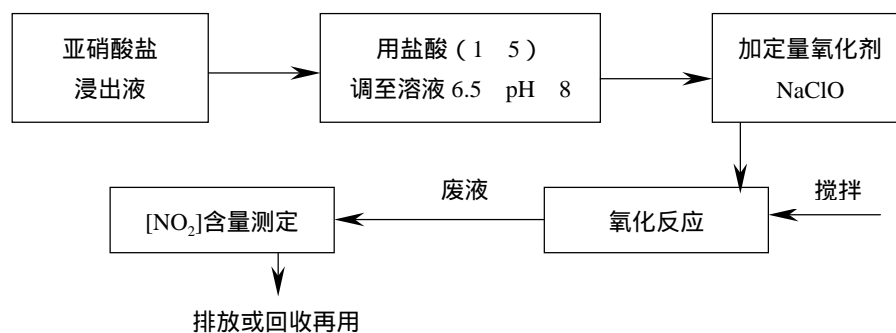 亚硝酸盐
浸出液
用盐酸(1 5)
调至溶液 6.5 pH 8
加定量氧化剂
NaClO
废液
搅拌
[NO₂]含量测定
氧化反应
排放或回收再用